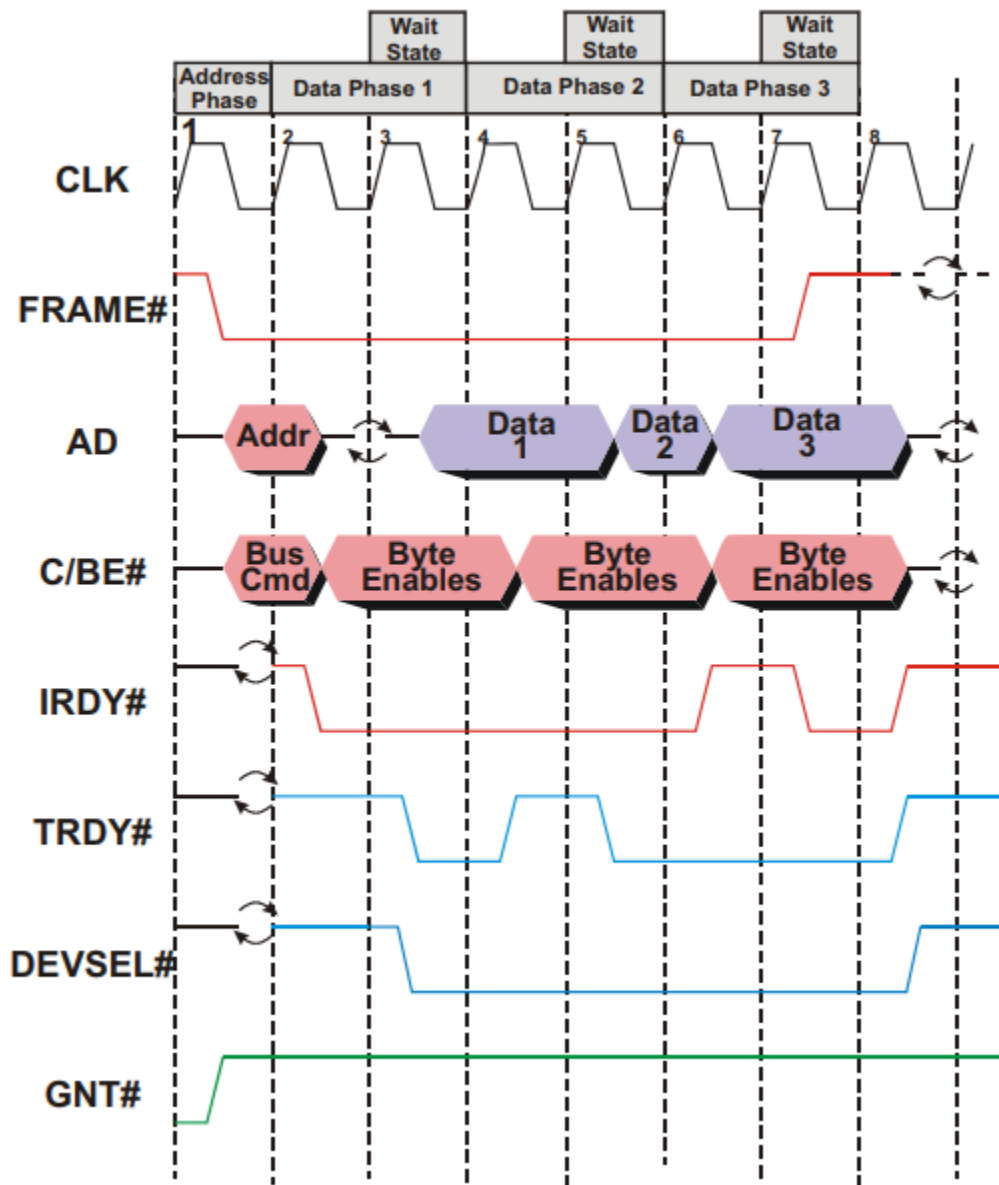 Wait
State
Wait
State
Wait
State
Address
Phase
Data Phase 1
Data Phase 2
Data Phase 3
1
2
3
4
5
6
7
8
CLK
FRAME#
AD
Addr
Data
1
Data
2
Data
3
C/BE#
Bus
Cmd
Byte
Enables
Byte
Enables
Byte
Enables
IRDY#
TRDY#
DEVSEL#
GNT#